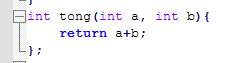 int tong(int a, int b){
    return a+b;
};